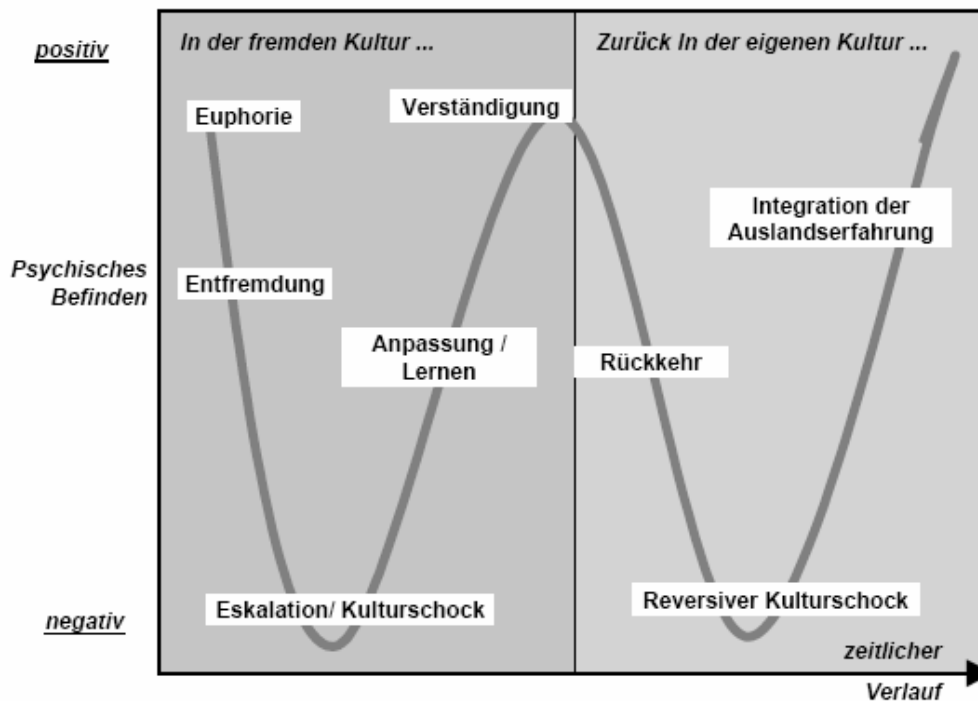 positiv
In der fremden Kultur ...
Zurück In der eigenen Kultur ...
Euphorie
Verständigung
Integration der
Auslandserfahrung
Psychisches
Befinden
Entfremdung
Anpassung /
Lernen
Rückkehr
Eskalation/ Kulturschock
Reversiver Kulturschock
negativ
zeitlicher
Verlauf